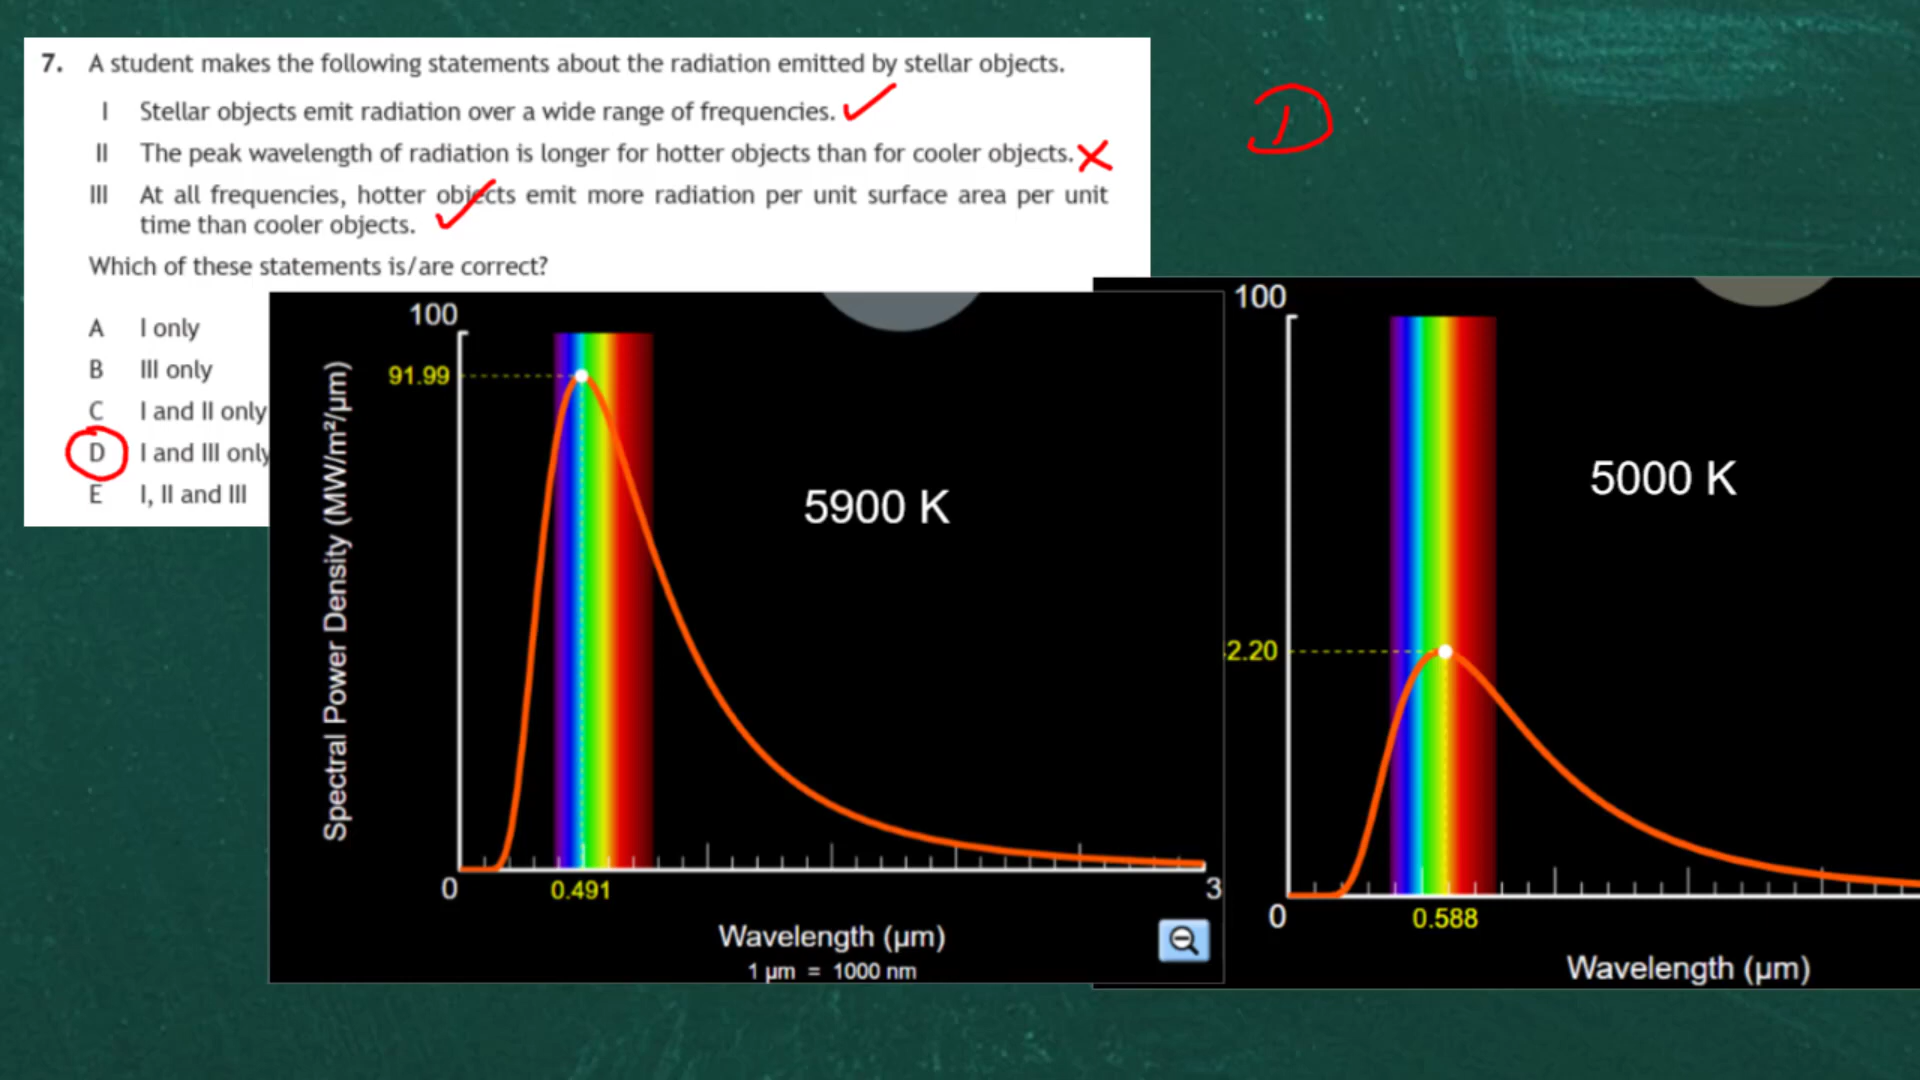 7. A student makes the following statements about the radiation emitted by stellar objects.
I Stellar objects emit radiation over a wide range of frequencies.
II The peak wavelength of radiation is longer for hotter objects than for cooler objects.
III At all frequencies, hotter objects emit more radiation per unit surface area per unit
time than cooler objects.
Which of these statements is/are correct?
A I only
B III only
C I and II only
D I and III only
E I, II and III
D
100
91.99
Spectral Power Density (MW/m²/μm)
5900 K
0
0.491
3
Wavelength (μm)
1 μm = 1000 nm
100
2.20
5000 K
0
0.588
Wavelength (μm)